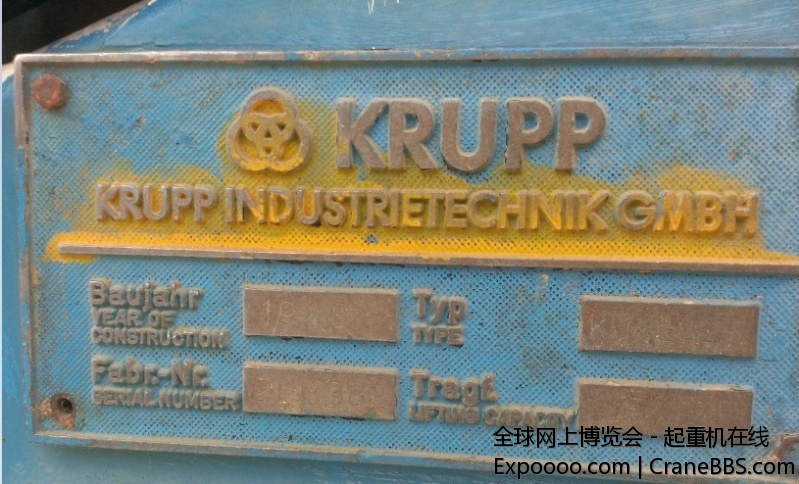 KRUPP
KRUPP INDUSTRIETECHNIK GMBH
Baujahr
YEAR OF
CONSTRUCTION
Typ
TYPE
Fabr.-Nr.
SERIAL NUMBER
Tragf.
LIFTING CAPACITY
全球网上博览会 - 起重机在线
Expoooo.com | CraneBBS.com